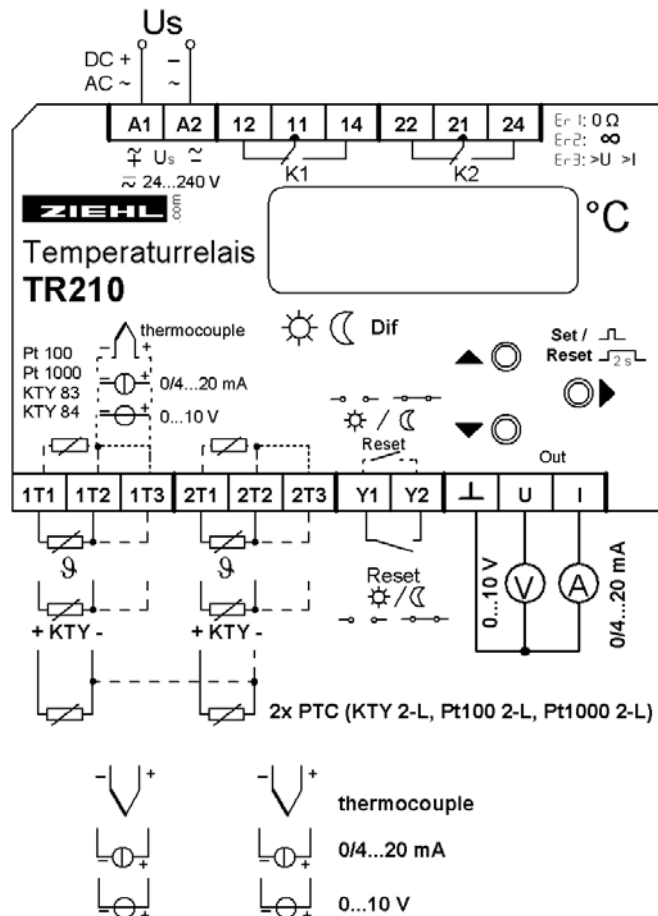 Us
DC + –
AC ~ ~
A1 A2 12 11 14 22 21 24
Er1: 0 Ω
Er2: ∞
Er3: >U >I
Us
K1 K2
24...240 V
ZIEHL .com
°C
Temperaturrelais
TR210
Dif
thermocouple
– +
Pt 100
Pt 1000
KTY 83
KTY 84
0/4...20 mA
– +
0...10 V
– +
Set /
Reset 2 s
/
Reset
Out
1T1 1T2 1T3 2T1 2T2 2T3 Y1 Y2 ⊥ U I
ϑ ϑ
Reset
/
0...10 V
V
A
0/4...20 mA
+ KTY - + KTY -
2x PTC (KTY 2-L, Pt100 2-L, Pt1000 2-L)
– + – +
thermocouple
– + – + 0/4...20 mA
– + – + 0...10 V